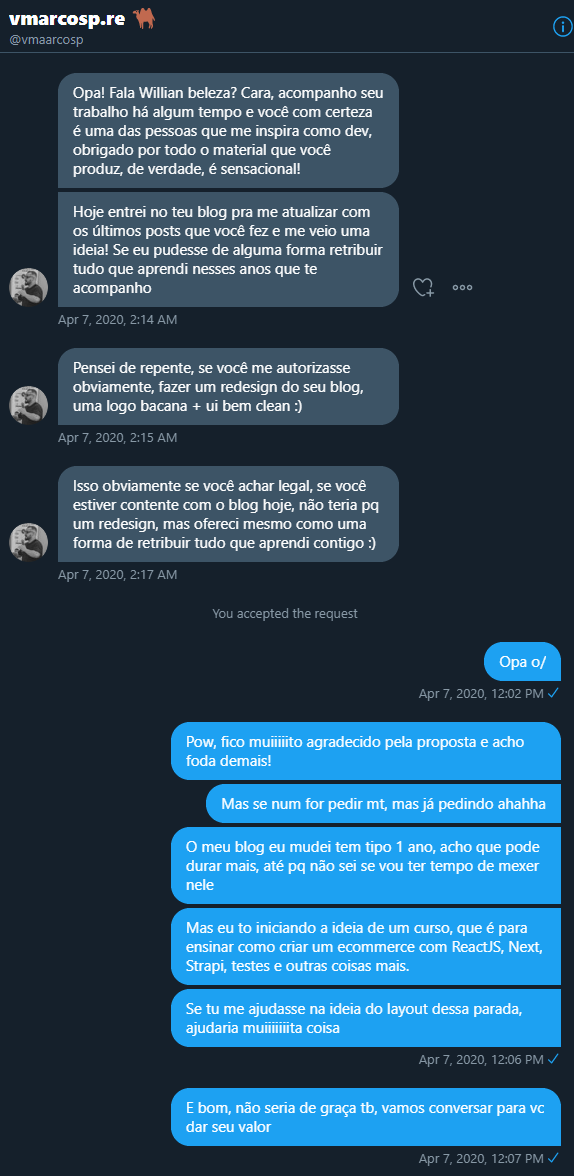 vmarcosp.re 🐫
@vmaarcosp
Opa! Fala Willian beleza? Cara, acompanho seu
trabalho há algum tempo e você com certeza
é uma das pessoas que me inspira como dev,
obrigado por todo o material que você
produz, de verdade, é sensacional!
Hoje entrei no teu blog pra me atualizar com
os últimos posts que você fez e me veio uma
ideia! Se eu pudesse de alguma forma retribuir
tudo que aprendi nesses anos que te
acompanho
Apr 7, 2020, 2:14 AM
Pensei de repente, se você me autorizasse
obviamente, fazer um redesign do seu blog,
uma logo bacana + ui bem clean :)
Apr 7, 2020, 2:15 AM
Isso obviamente se você achar legal, se você
estiver contente com o blog hoje, não teria pq
um redesign, mas ofereci mesmo como uma
forma de retribuir tudo que aprendi contigo :)
Apr 7, 2020, 2:17 AM
You accepted the request
Opa o/
Apr 7, 2020, 12:02 PM ✓
Pow, fico muiiiiito agradecido pela proposta e acho
foda demais!
Mas se num for pedir mt, mas já pedindo ahahha
O meu blog eu mudei tem tipo 1 ano, acho que pode
durar mais, até pq não sei se vou ter tempo de mexer
nele
Mas eu to iniciando a ideia de um curso, que é para
ensinar como criar um ecommerce com ReactJS, Next,
Strapi, testes e outras coisas mais.
Se tu me ajudasse na ideia do layout dessa parada,
ajudaria muiiiiiiita coisa
Apr 7, 2020, 12:06 PM ✓
E bom, não seria de graça tb, vamos conversar para vc
dar seu valor
Apr 7, 2020, 12:07 PM ✓